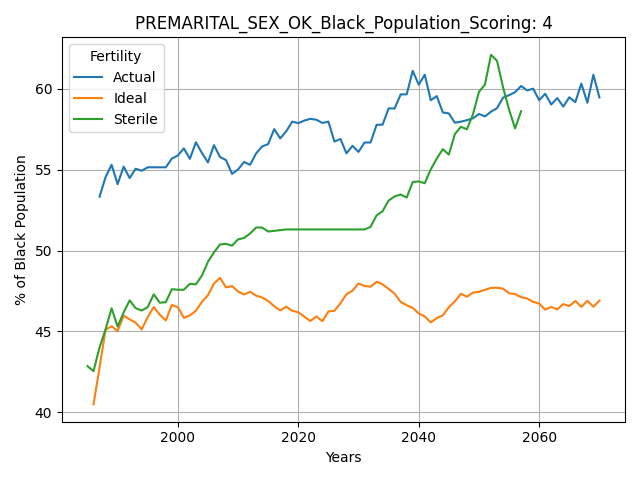 PREMARITAL_SEX_OK_Black_Population_Scoring: 4
Fertility
Actual
Ideal
Sterile
% of Black Population
60
55
50
45
40
2000
2020
2040
2060
Years